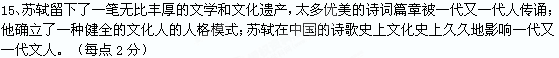 15、苏轼留下了一笔无比丰厚的文学和文化遗产，太多优美的诗词篇章被一代又一代人传诵；
他确立了一种健全的文化人的人格模式；苏轼在中国的诗歌史上文化史上久久地影响一代又
一代文人。（每点 2 分）